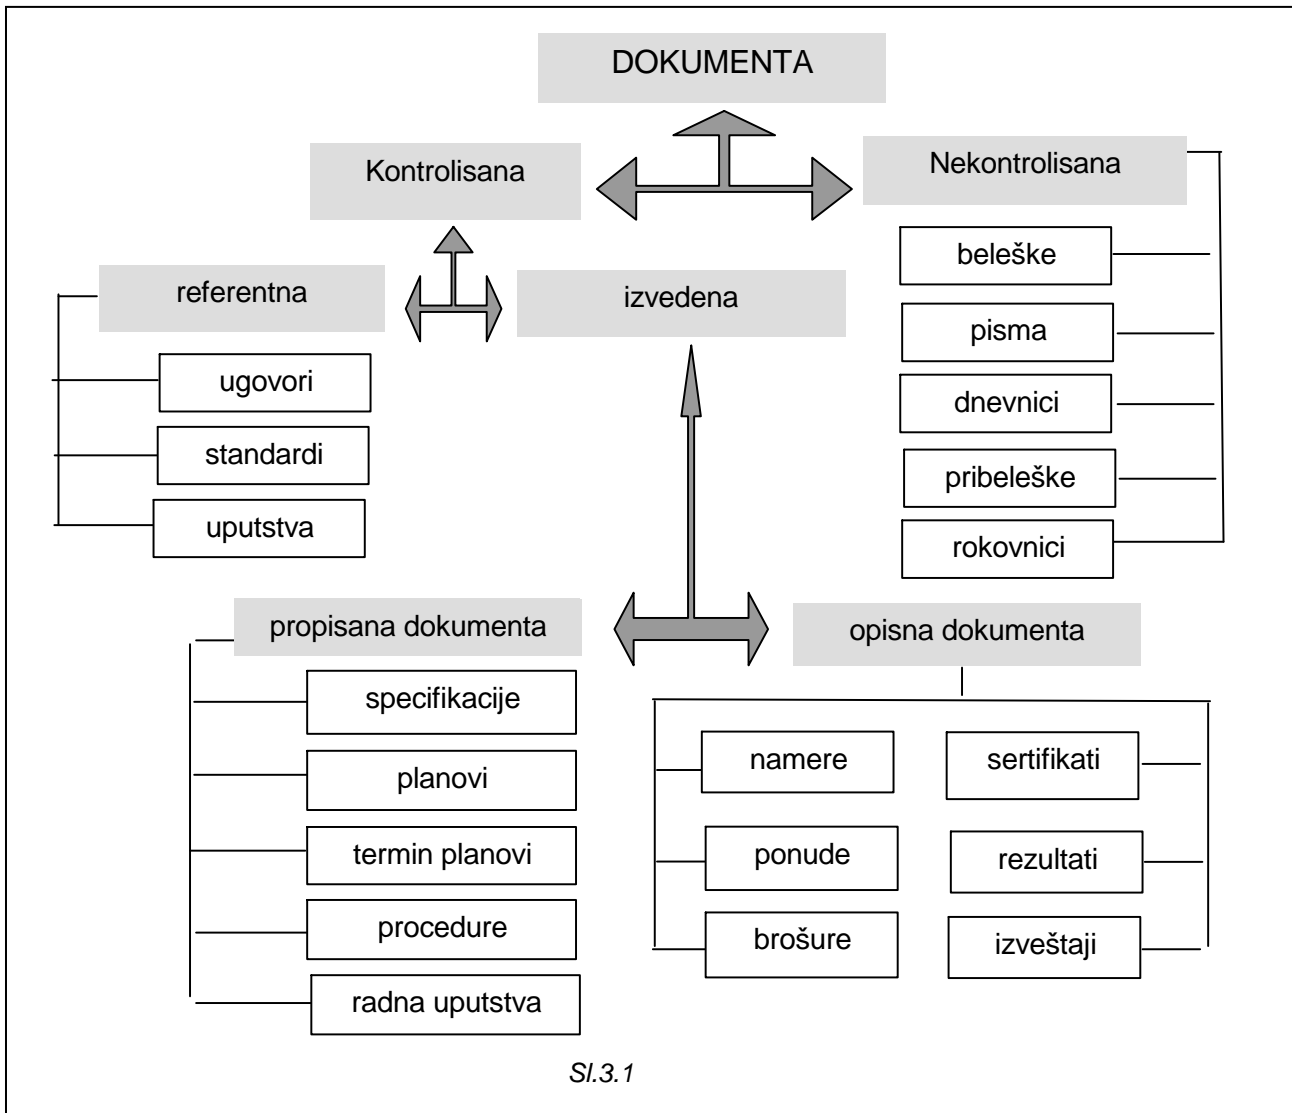 DOKUMENTA
Kontrolisana
Nekontrolisana
referentna
izvedena
ugovori
standardi
uputstva
beleške
pisma
dnevnici
pribeleške
rokovnici
propisana dokumenta
opisna dokumenta
specifikacije
planovi
termin planovi
procedure
radna uputstva
namere
ponude
brošure
sertifikati
rezultati
izveštaji
Sl.3.1